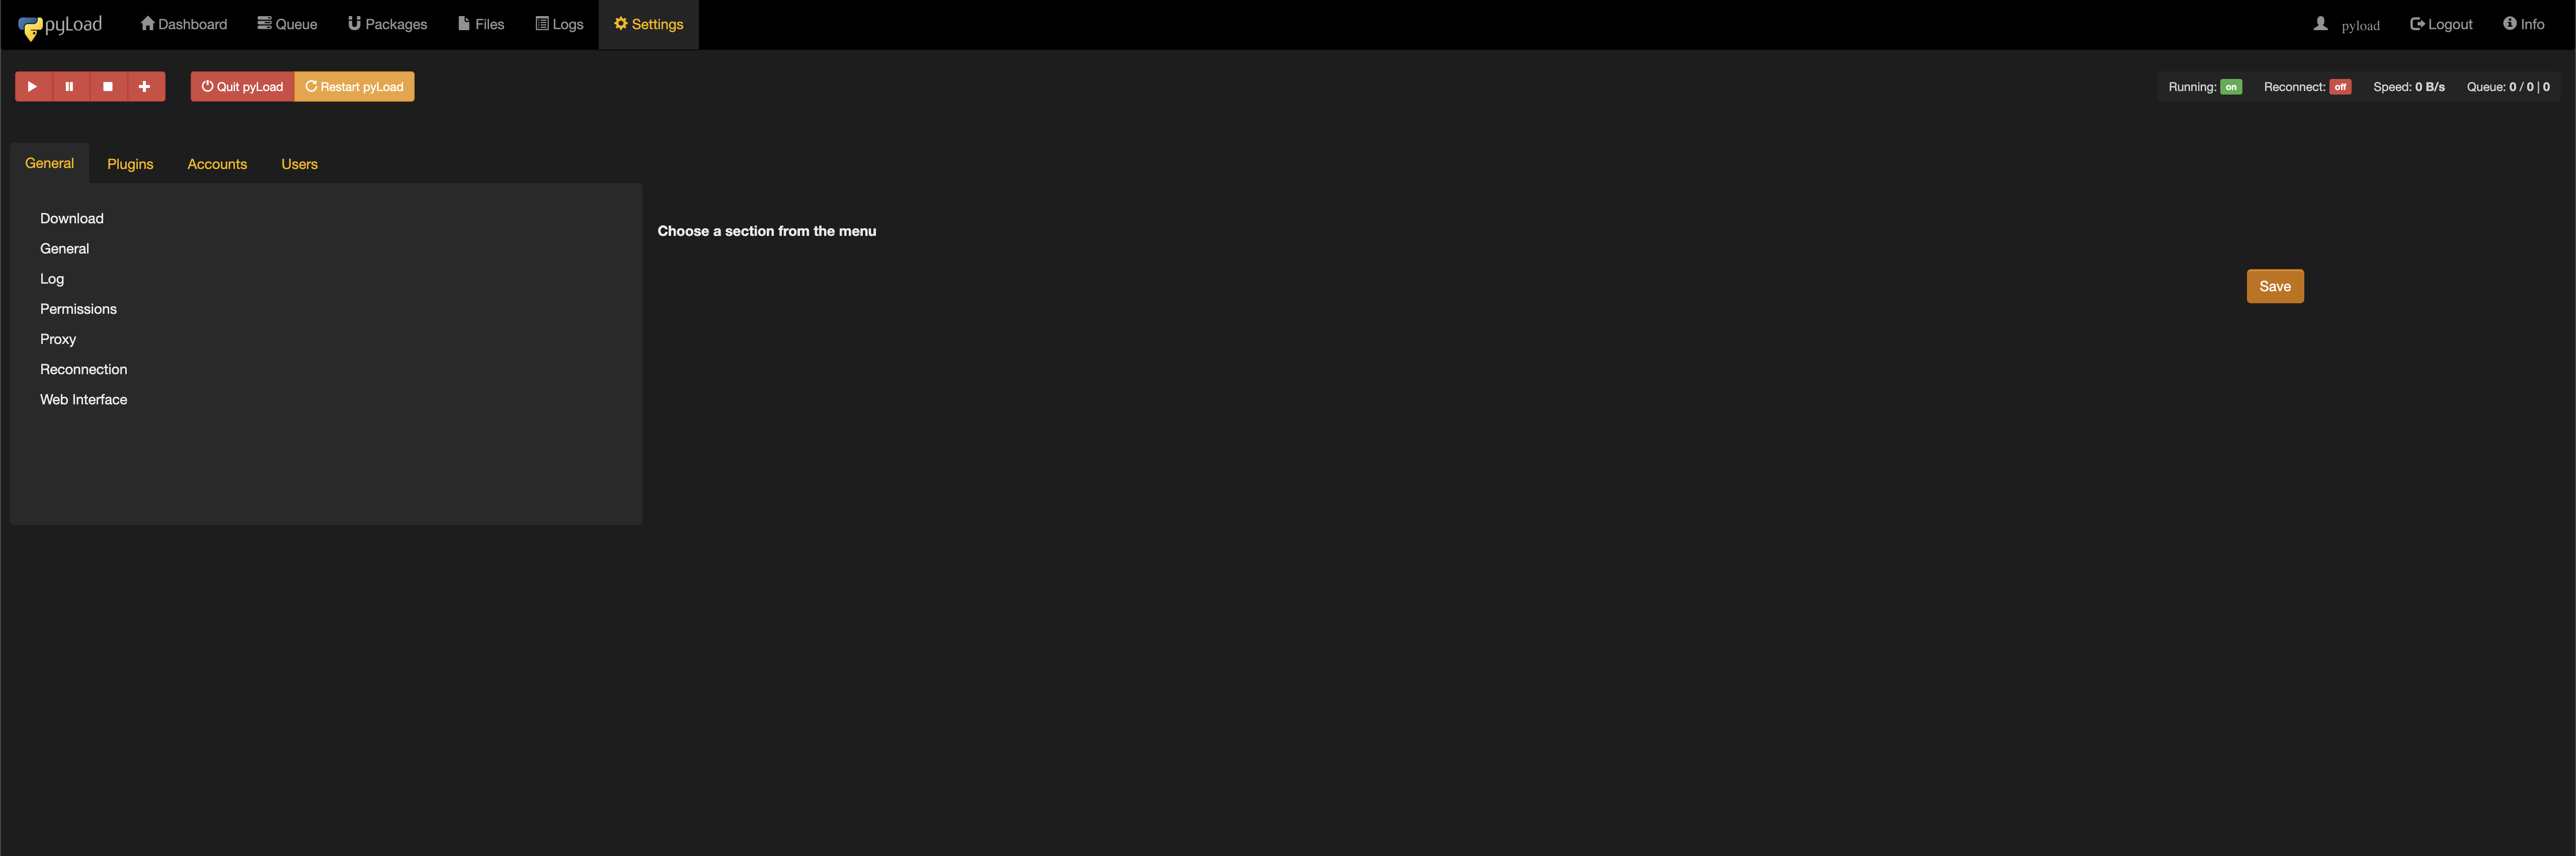 pyLoad Dashboard Queue Packages Files Logs Settings pyload Logout Info
Quit pyLoad Restart pyLoad Running: on Reconnect: off Speed: 0 B/s Queue: 0 / 0 | 0
General Plugins Accounts Users
Download
Choose a section from the menu
General
Log
Save
Permissions
Proxy
Reconnection
Web Interface